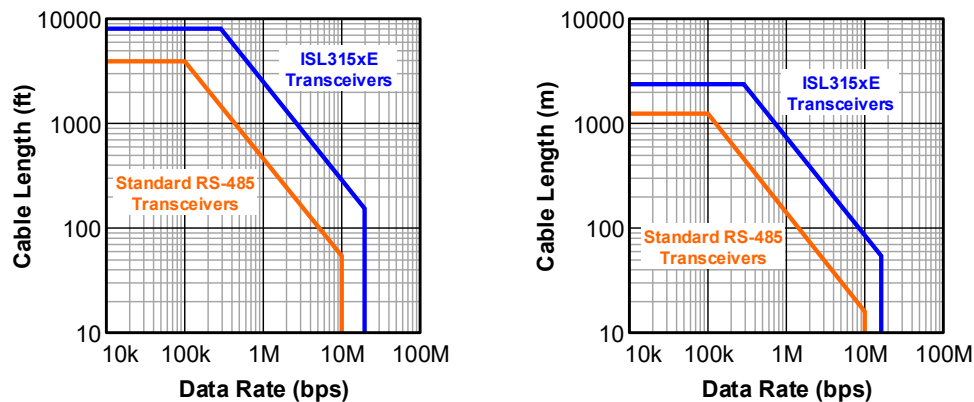 10000
1000
100
10
Cable Length (ft)
ISL315xE
Transceivers
Standard RS-485
Transceivers
10k 100k 1M 10M 100M
Data Rate (bps)
10000
1000
100
10
Cable Length (m)
ISL315xE
Transceivers
Standard RS-485
Transceivers
10k 100k 1M 10M 100M
Data Rate (bps)